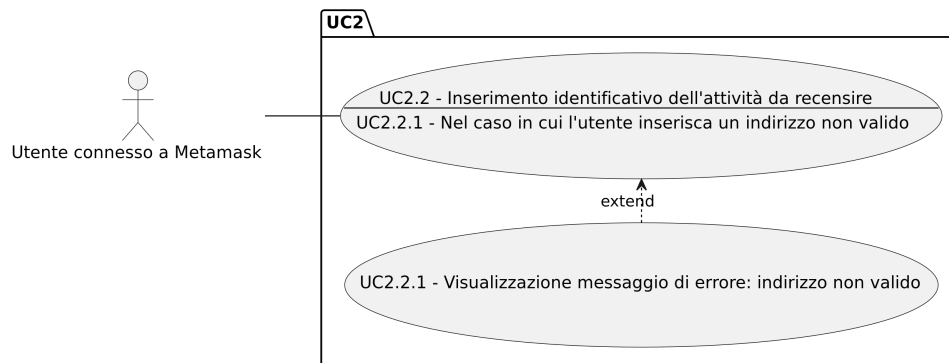 UC2
UC2.2 - Inserimento identificativo dell'attività da recensire
UC2.2.1 - Nel caso in cui l'utente inserisca un indirizzo non valido
Utente connesso a Metamask
extend
UC2.2.1 - Visualizzazione messaggio di errore: indirizzo non valido